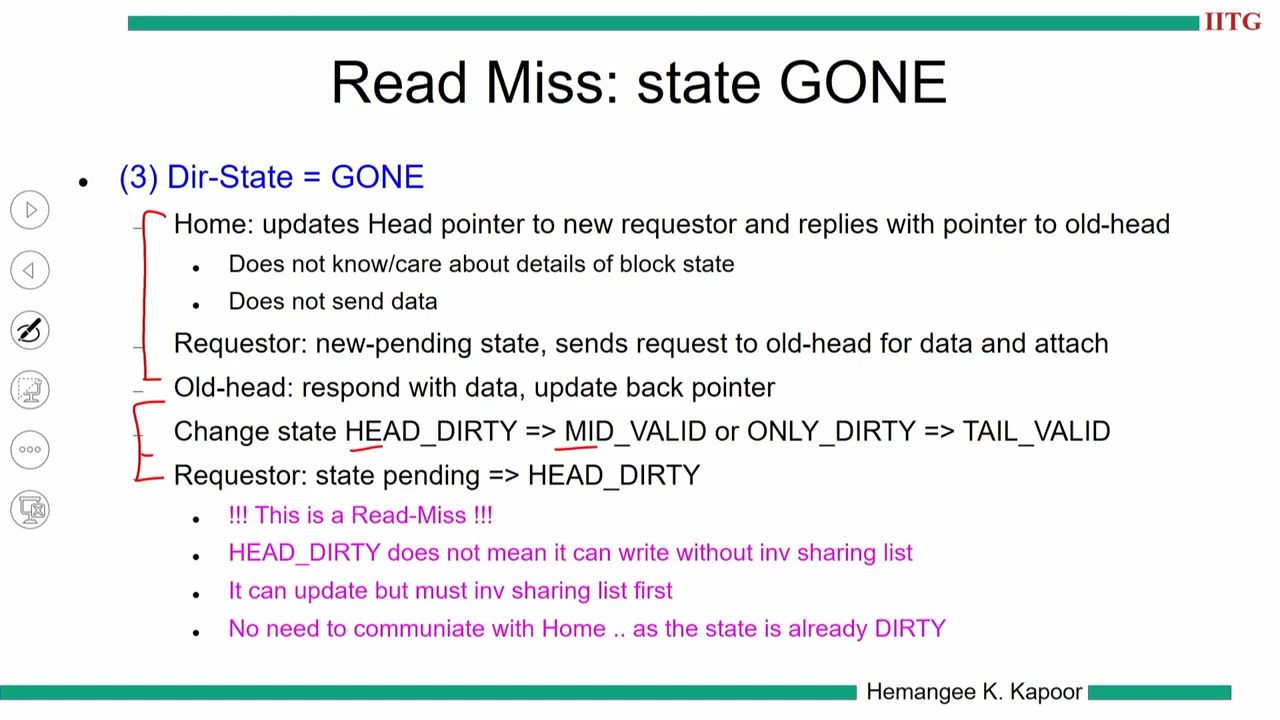 IITG
Read Miss: state GONE
(3) Dir-State = GONE
Home: updates Head pointer to new requestor and replies with pointer to old-head
Does not know/care about details of block state
Does not send data
Requestor: new-pending state, sends request to old-head for data and attach
Old-head: respond with data, update back pointer
Change state HEAD_DIRTY => MID_VALID or ONLY_DIRTY => TAIL_VALID
Requestor: state pending => HEAD_DIRTY
!!! This is a Read-Miss !!!
HEAD_DIRTY does not mean it can write without inv sharing list
It can update but must inv sharing list first
No need to communiate with Home .. as the state is already DIRTY
Hemangee K. Kapoor